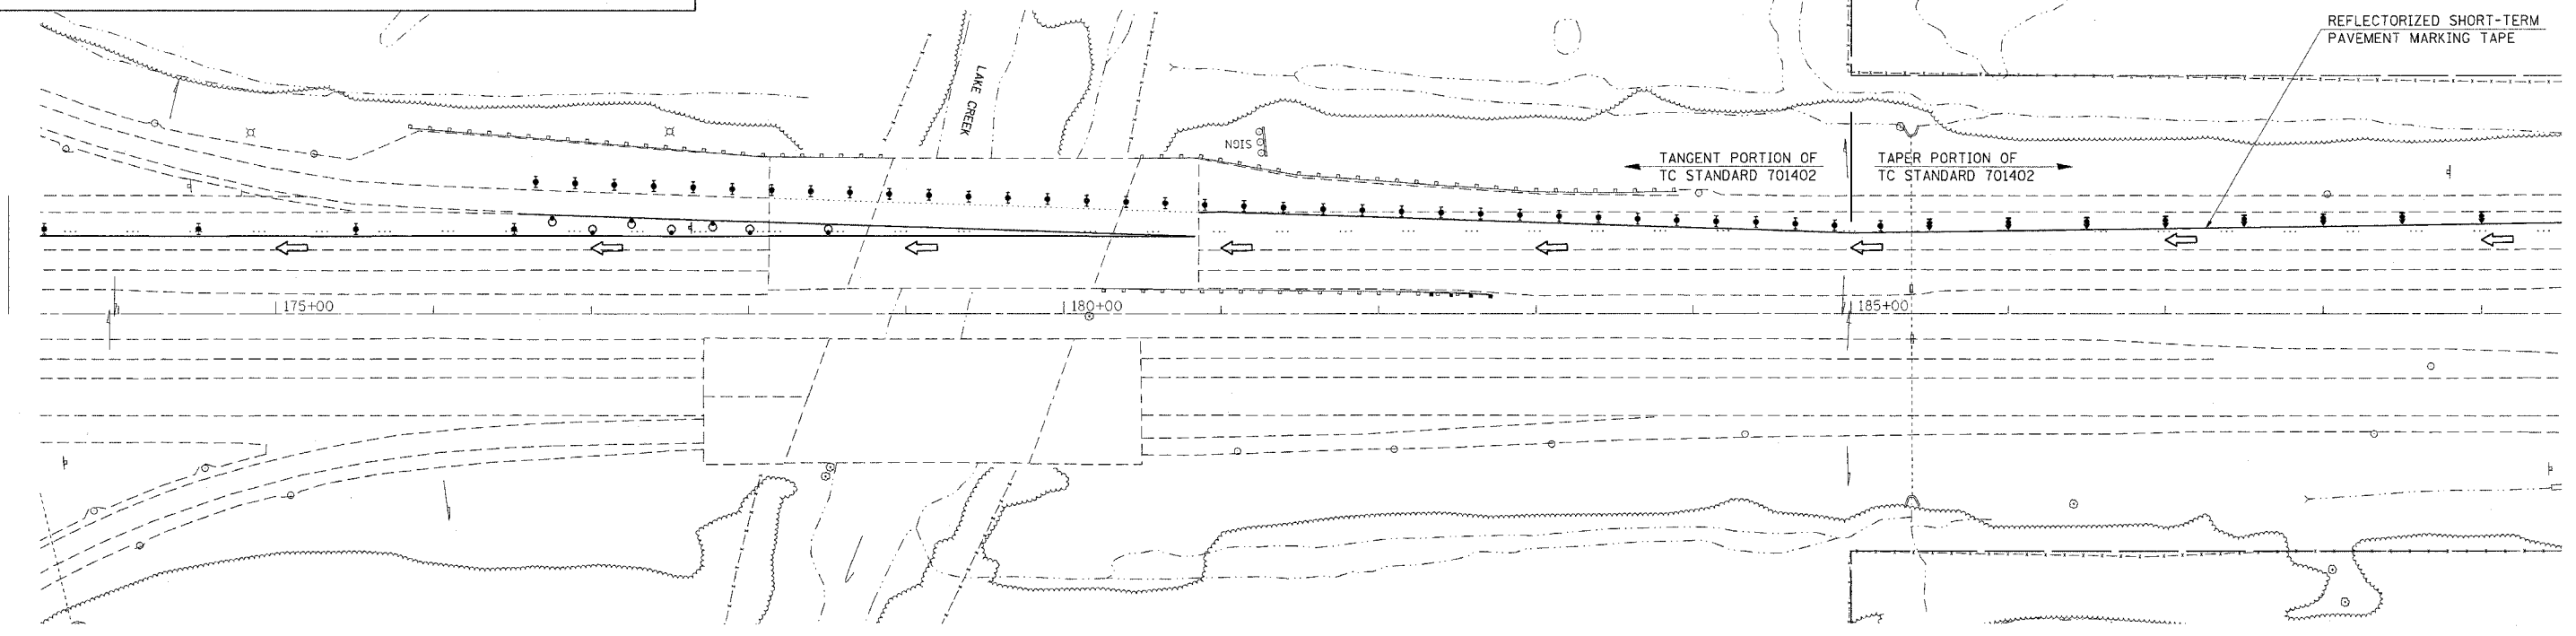 REFLECTORIZED SHORT-TERM
PAVEMENT MARKING TAPE
LAKE CREEK
SIGN
TANGENT PORTION OF
TC STANDARD 701402
TAPER PORTION OF
TC STANDARD 701402
175+00
180+00
185+00